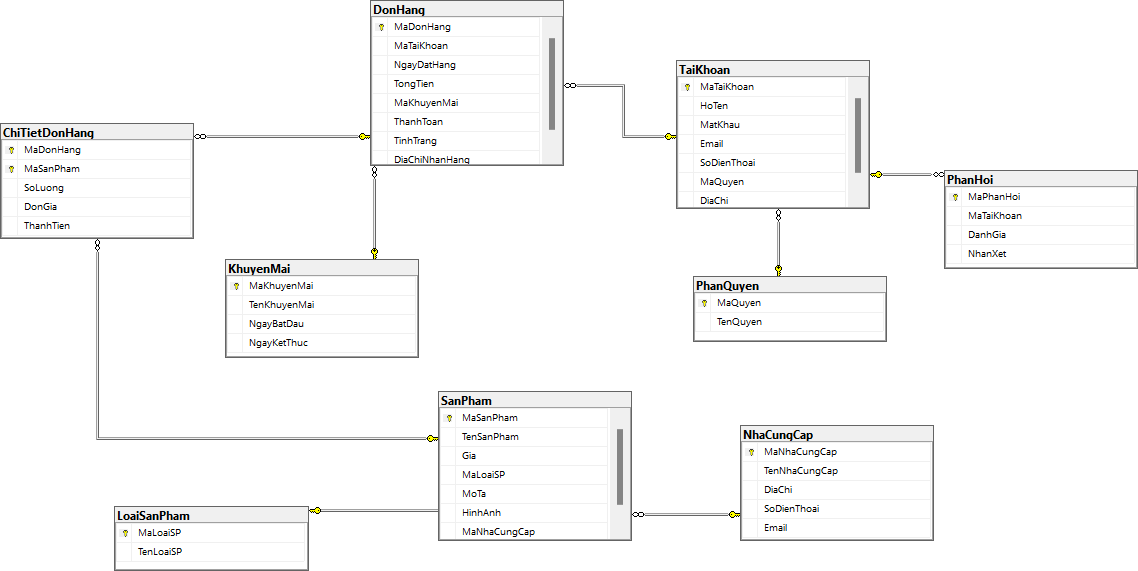 DonHang
MaDonHang
MaTaiKhoan
NgayDatHang
TongTien
MaKhuyenMai
ThanhToan
TinhTrang
DiaChiNhanHang
TaiKhoan
MaTaiKhoan
HoTen
MatKhau
Email
SoDienThoai
MaQuyen
DiaChi
ChiTietDonHang
MaDonHang
MaSanPham
SoLuong
DonGia
ThanhTien
PhanHoi
MaPhanHoi
MaTaiKhoan
DanhGia
NhanXet
KhuyenMai
MaKhuyenMai
TenKhuyenMai
NgayBatDau
NgayKetThuc
PhanQuyen
MaQuyen
TenQuyen
SanPham
MaSanPham
TenSanPham
Gia
MaLoaiSP
MoTa
HinhAnh
MaNhaCungCap
NhaCungCap
MaNhaCungCap
TenNhaCungCap
DiaChi
SoDienThoai
Email
LoaiSanPham
MaLoaiSP
TenLoaiSP